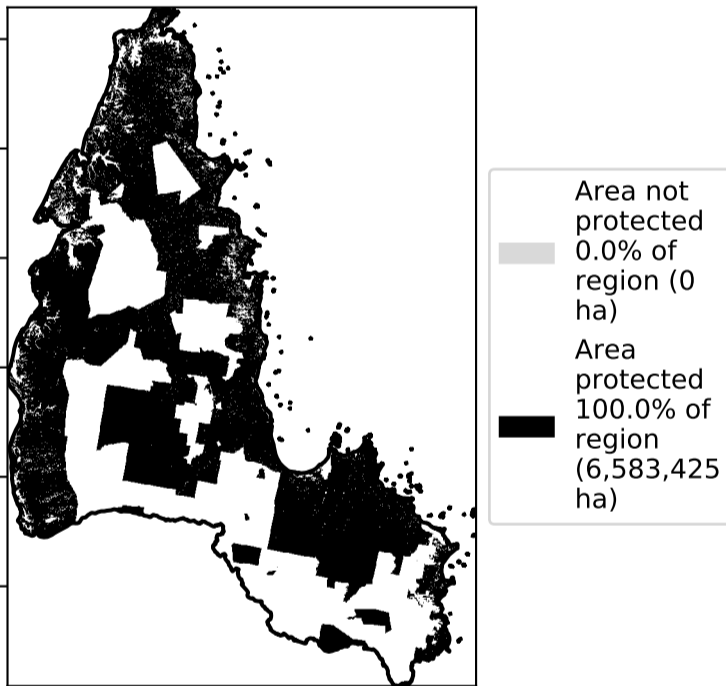 Area not
protected
0.0% of
region (0
ha)
Area
protected
100.0% of
region
(6,583,425
ha)